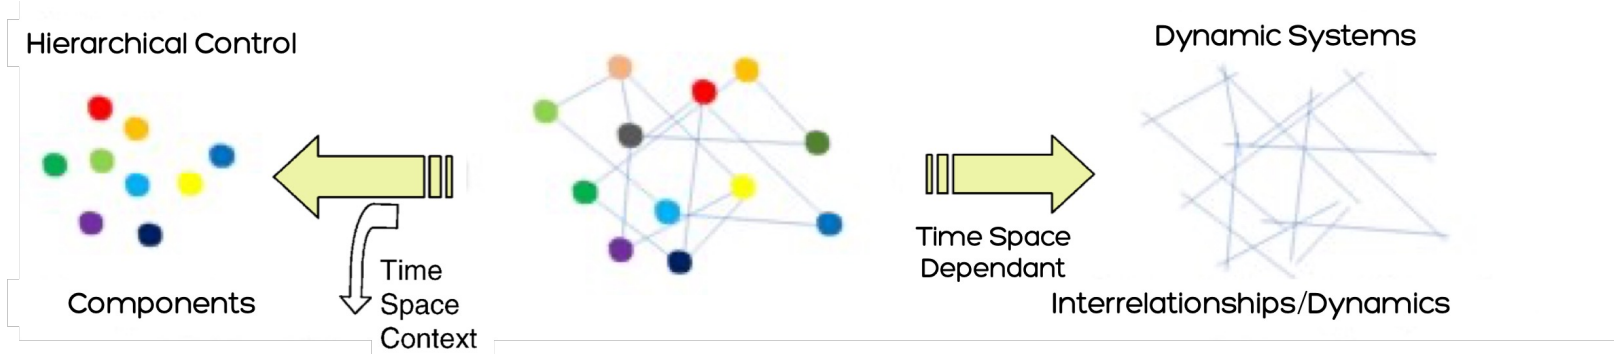 Hierarchical Control
Dynamic Systems
Time Space
Dependant
Time
Space
Context
Components
Interrelationships/Dynamics